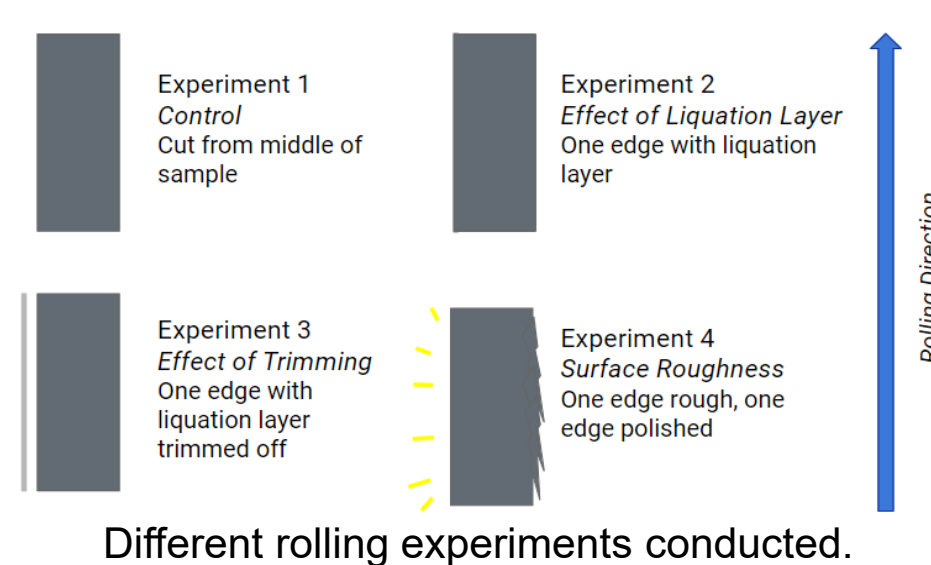 Experiment 1
Control
Cut from middle of
sample
Experiment 2
Effect of Liquation Layer
One edge with liquation
layer
Experiment 3
Effect of Trimming
One edge with
liquation layer
trimmed off
Experiment 4
Surface Roughness
One edge rough, one
edge polished
Rolling Direction
Different rolling experiments conducted.